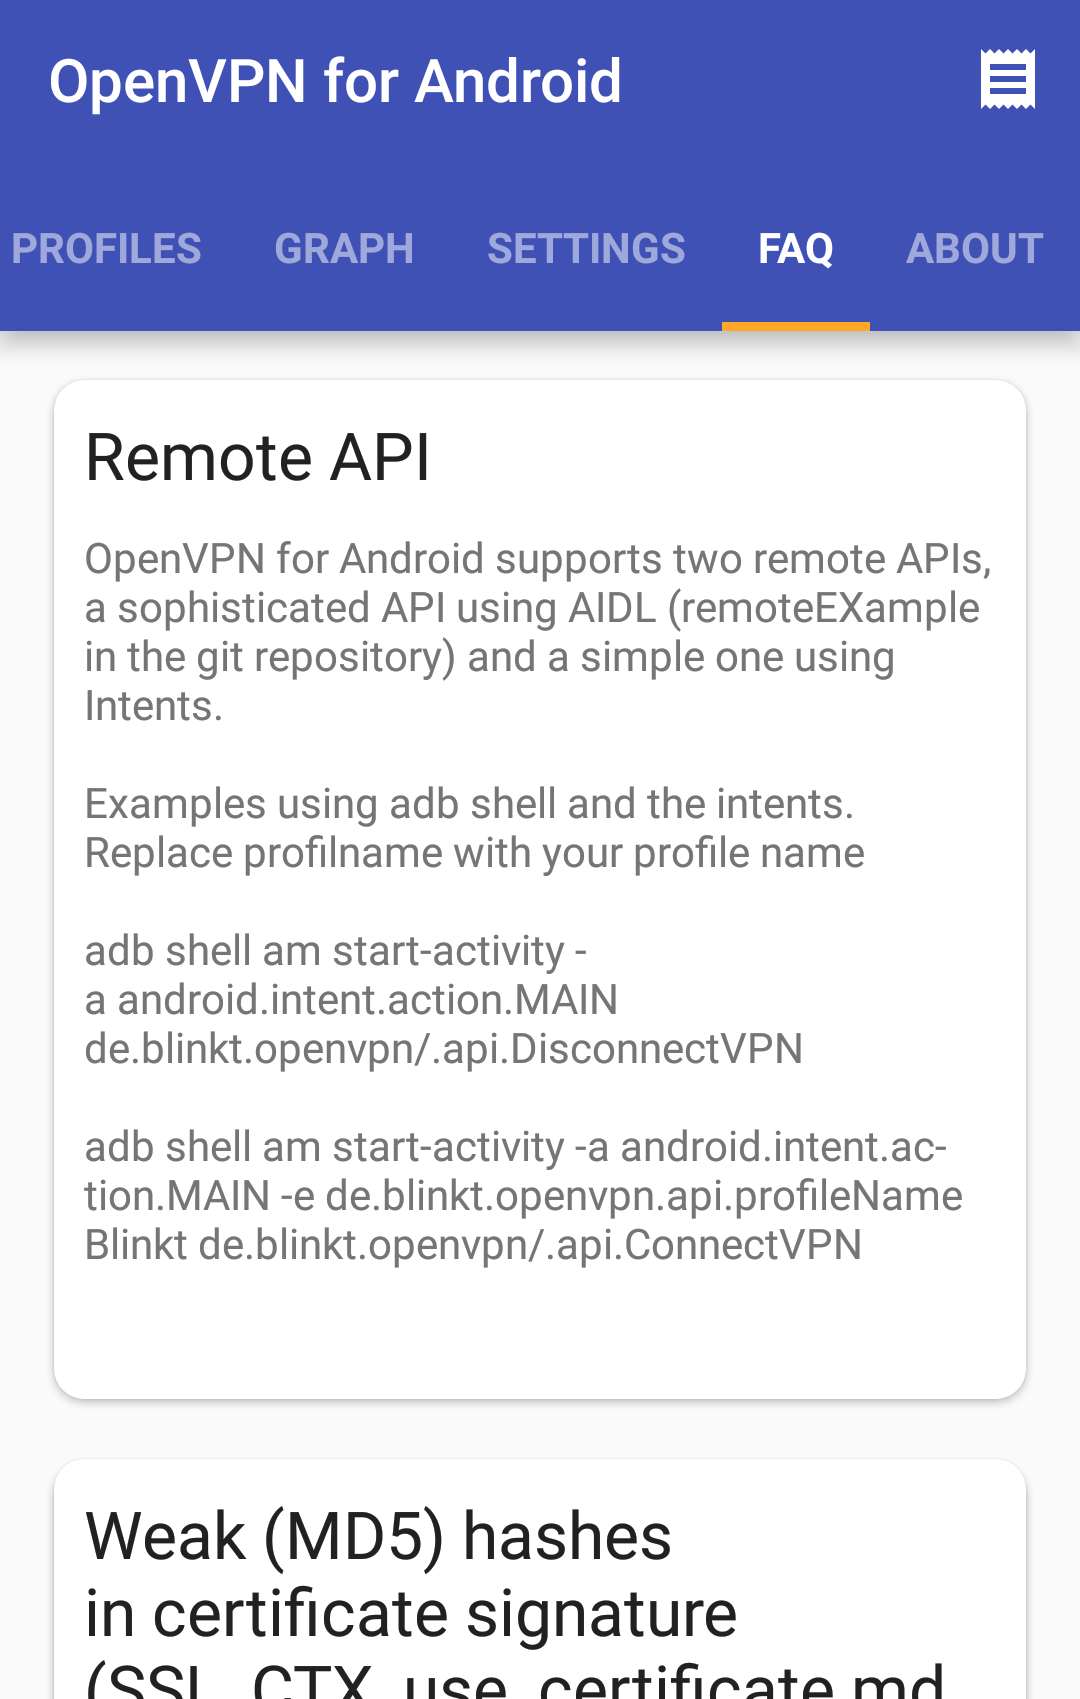 OpenVPN for Android
PROFILES GRAPH SETTINGS FAQ ABOUT
Remote API
OpenVPN for Android supports two remote APIs,
a sophisticated API using AIDL (remoteEXample
in the git repository) and a simple one using
Intents.
Examples using adb shell and the intents.
Replace profilname with your profile name
adb shell am start-activity -
a android.intent.action.MAIN
de.blinkt.openvpn/.api.DisconnectVPN
adb shell am start-activity -a android.intent.ac-
tion.MAIN -e de.blinkt.openvpn.api.profileName
Blinkt de.blinkt.openvpn/.api.ConnectVPN
Weak (MD5) hashes
in certificate signature
(SSL_CTX_use_certificate md